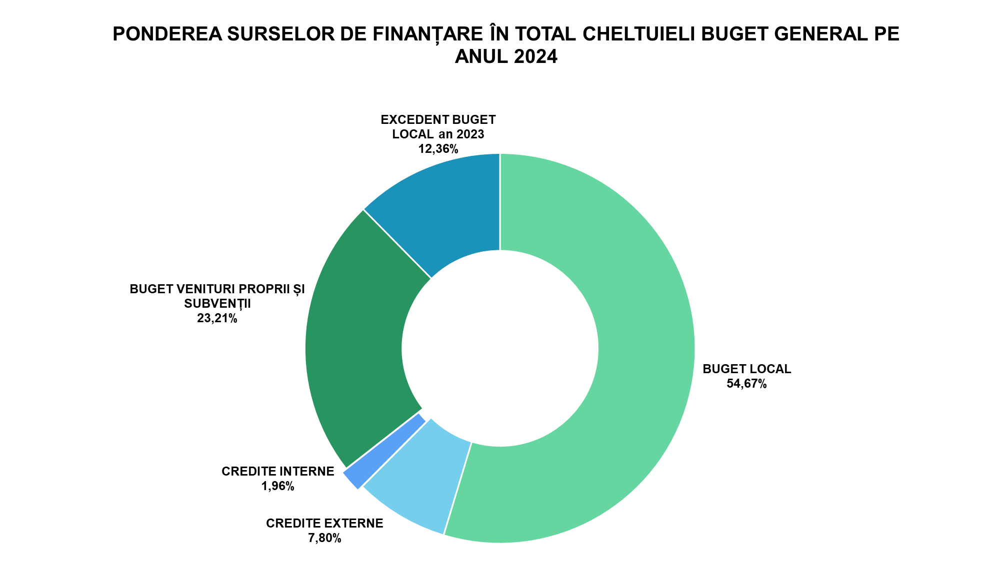 PONDEREA SURSELOR DE FINANȚARE ÎN TOTAL CHELTUIELI BUGET GENERAL PE
ANUL 2024
EXCEDENT BUGET
LOCAL an 2023
12,36%
BUGET VENITURI PROPRII ȘI
SUBVENȚII
23,21%
BUGET LOCAL
54,67%
CREDITE INTERNE
1,96%
CREDITE EXTERNE
7,80%